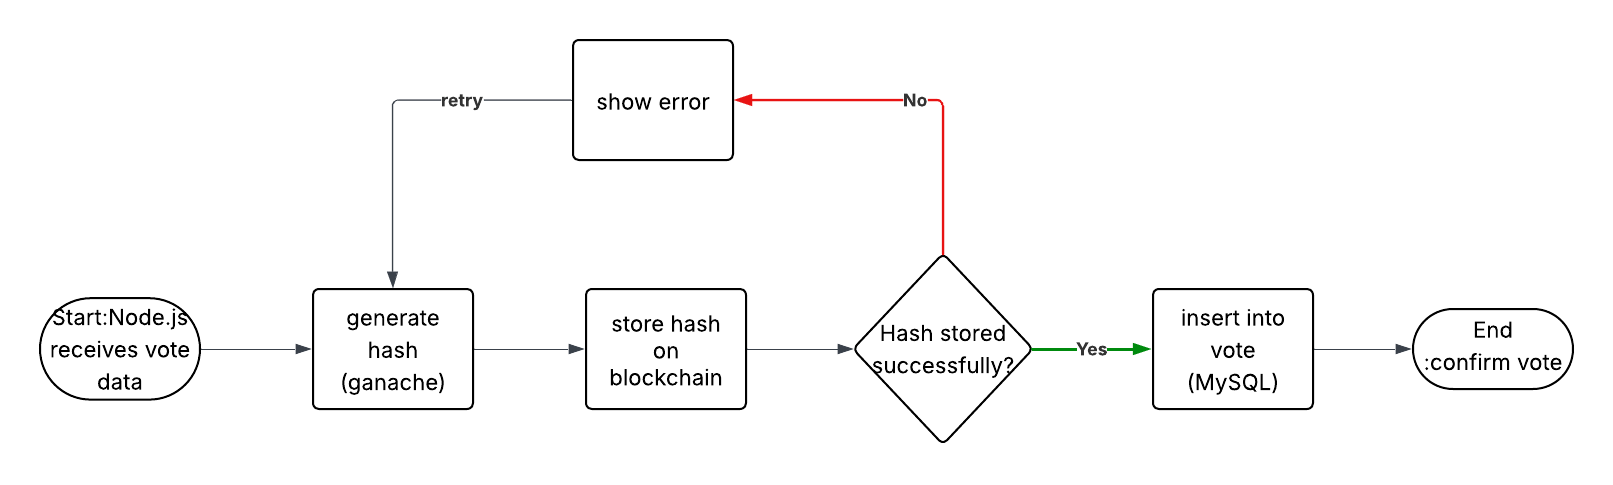 show error
retry
No
Start:Node.js
receives vote
data
generate
hash
(ganache)
store hash
on
blockchain
Hash stored
successfully?
Yes
insert into
vote
(MySQL)
End
:confirm vote